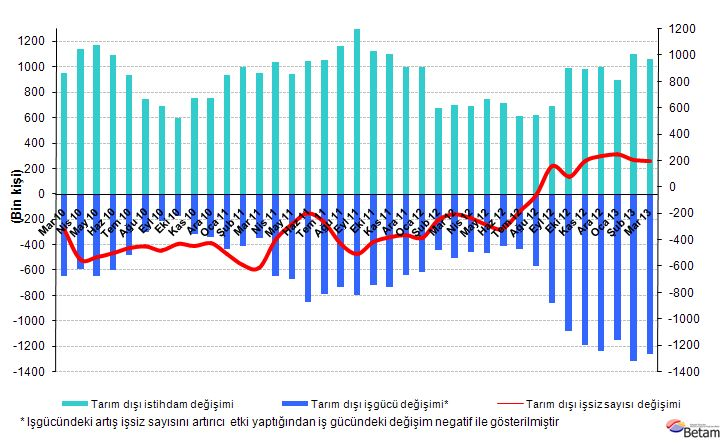 1200
1000
800
600
400
200
0
-200
-400
-600
-800
-1000
-1200
-1400
(Bin kişi)
1200
1000
800
600
400
200
0
-200
-400
-600
-800
-1000
-1200
-1400
Mar 10
Nis 10
May 10
Haz 10
Tem 10
Ağu 10
Eyl 10
Eki 10
Kas 10
Ara 10
Oca 11
Şub 11
Mar 11
Nis 11
May 11
Haz 11
Tem 11
Ağu 11
Eyl 11
Eki 11
Kas 11
Ara 11
Oca 12
Şub 12
Mar 12
Nis 12
May 12
Haz 12
Tem 12
Ağu 12
Eyl 12
Eki 12
Kas 12
Ara 12
Oca 13
Şub 13
Mar 13
Tarım dışı istihdam değişimi
Tarım dışı işgücü değişimi*
Tarım dışı işsiz sayısı değişimi
* Işgücündeki artış işsiz sayısını artırıcı etki yaptığından iş gücündeki değişim negatif ile gösterilmiştir
Betam